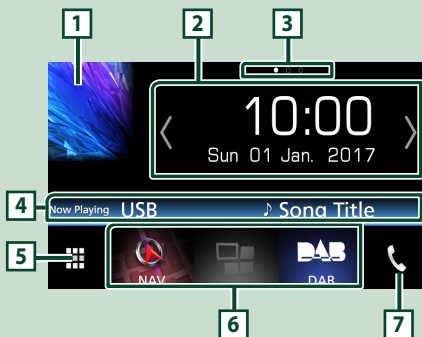 1 2 3
10:00
Sun 01 Jan. 2017
4 Now Playing USB ♪ Song Title
5 NAV DAB DAB
6 7